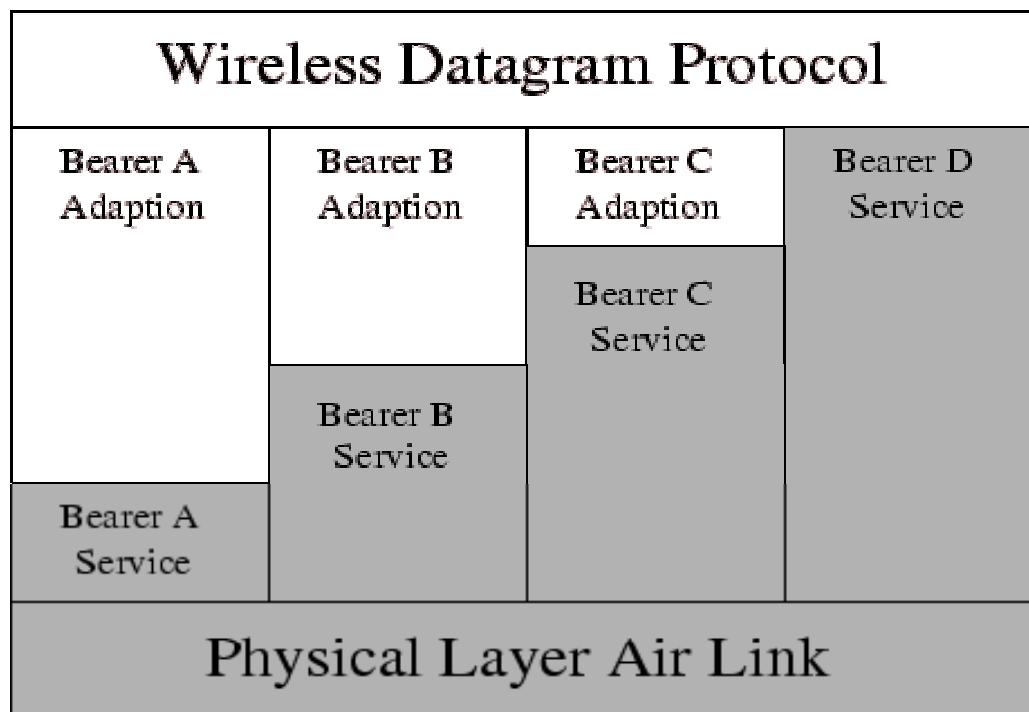 Wireless Datagram Protocol
Bearer A
Adaption
Bearer B
Adaption
Bearer C
Adaption
Bearer D
Service
Bearer C
Service
Bearer B
Service
Bearer A
Service
Physical Layer Air Link